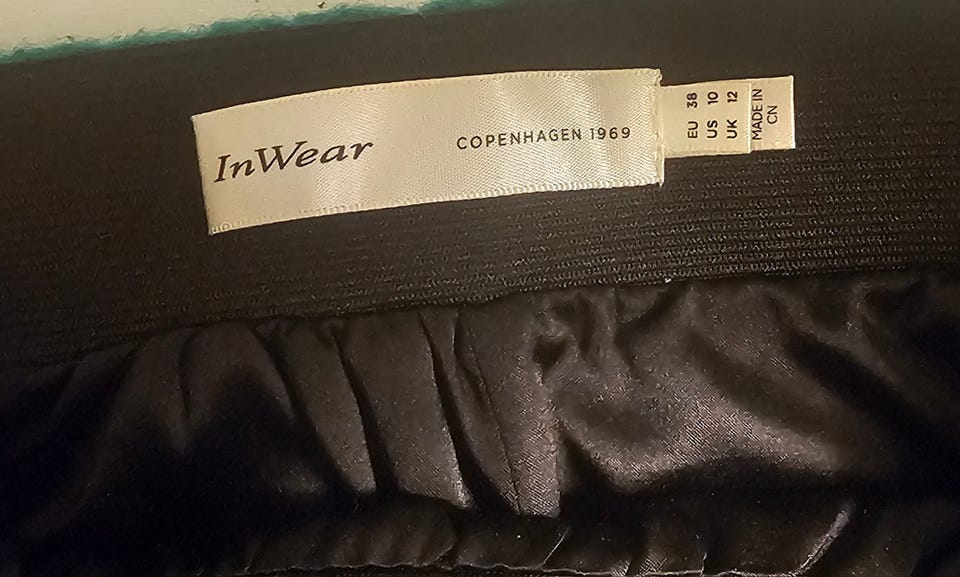 InWear
COPENHAGEN 1969
EU 38
US 10
UK 12
MADE IN
CN